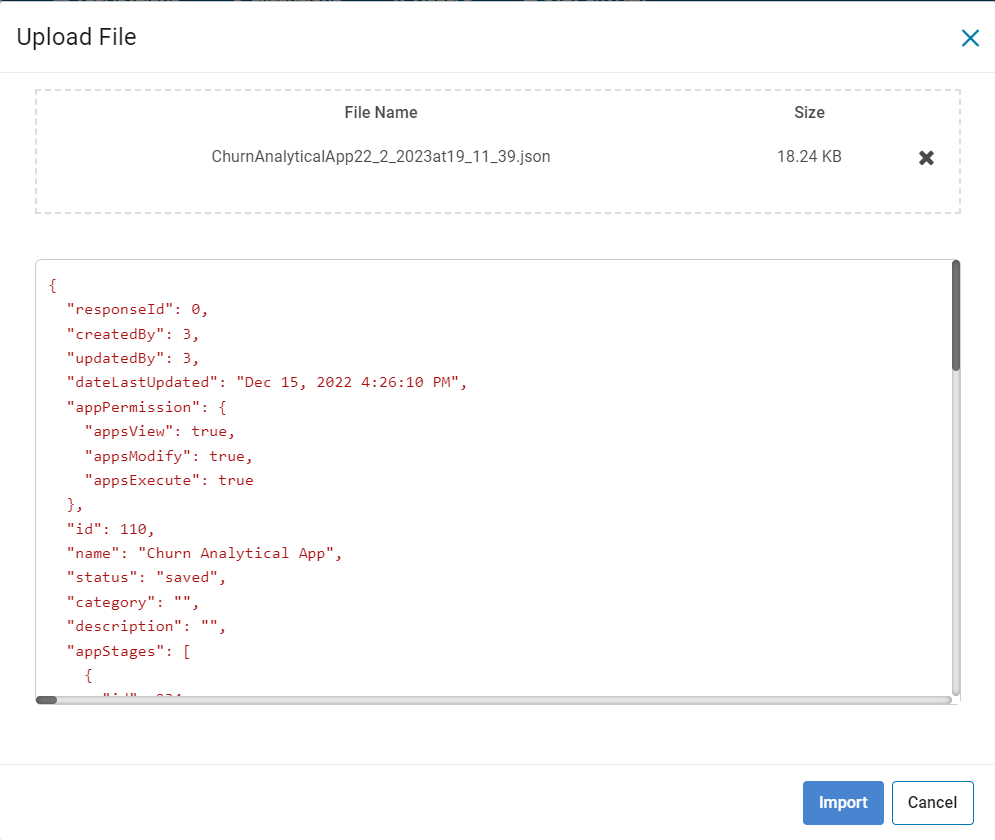 Upload File
File Name Size
ChurnAnalyticalApp22_2_2023at19_11_39.json 18.24 KB
{
"responseId": 0,
"createdBy": 3,
"updatedBy": 3,
"dateLastUpdated": "Dec 15, 2022 4:26:10 PM",
"appPermission": {
"appsView": true,
"appsModify": true,
"appsExecute": true
},
"id": 110,
"name": "Churn Analytical App",
"status": "saved",
"category": "",
"description": "",
"appStages": [
{
Import Cancel